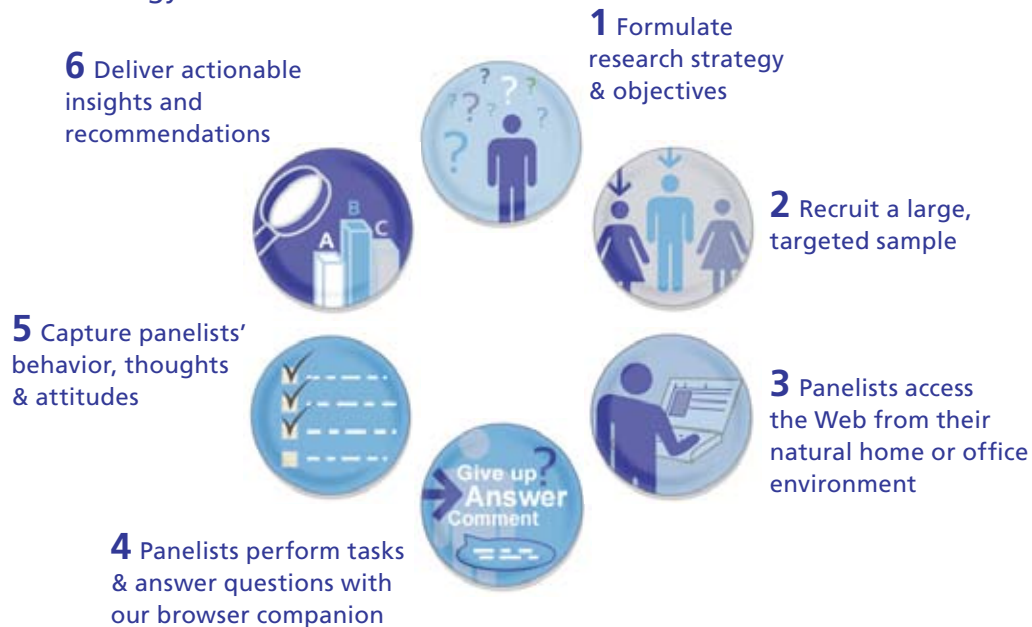 1 Formulate
research strategy
& objectives
2 Recruit a large,
targeted sample
3 Panelists access
the Web from their
natural home or office
environment
Give up
Answer
Comment
?
4 Panelists perform tasks
& answer questions with
our browser companion
5 Capture panelists’
behavior, thoughts
& attitudes
6 Deliver actionable
insights and
recommendations
A
B
C
? ? ? ? ? ? ? ? ?